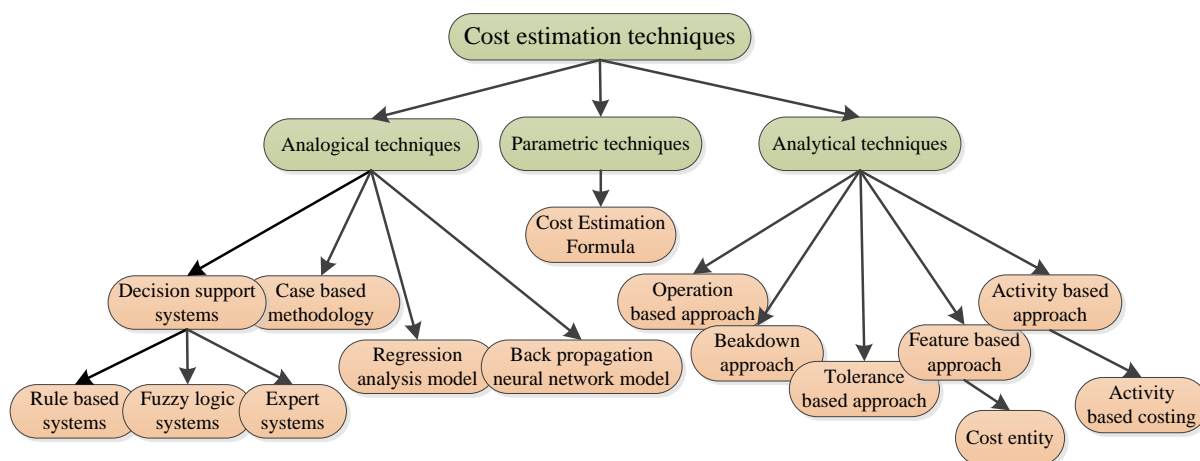 Cost estimation techniques
Analogical techniques
Parametric techniques
Analytical techniques
Cost Estimation
Formula
Decision support
systems
Case based
methodology
Regression
analysis model
Back propagation
neural network model
Operation
based approach
Beakdown
approach
Tolerance
based approach
Feature based
approach
Activity based
approach
Rule based
systems
Fuzzy logic
systems
Expert
systems
Cost entity
Activity
based costing